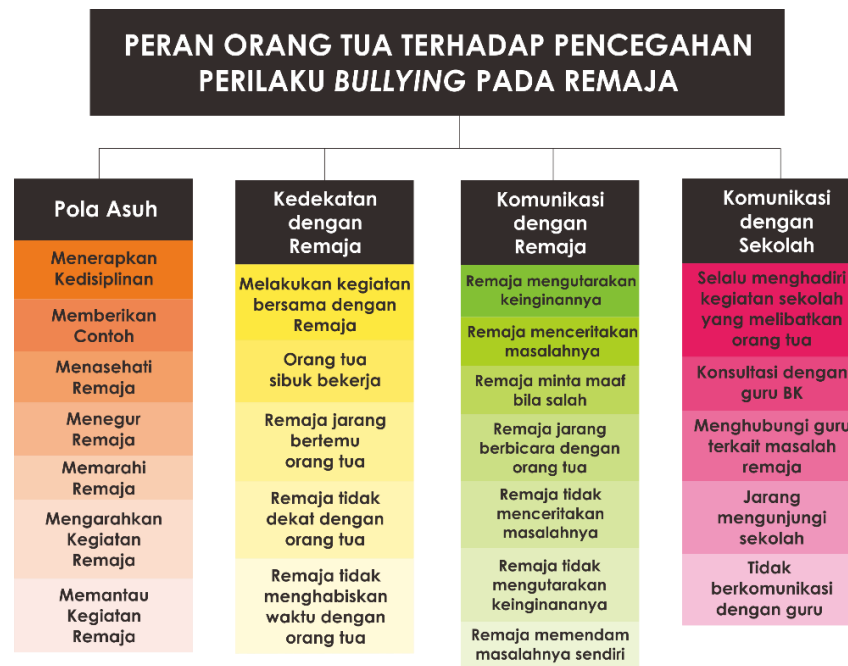 PERAN ORANG TUA TERHADAP PENCEGAHAN
PERILAKU BULLYING PADA REMAJA
Pola Asuh
Menerapkan
Kedisiplinan
Memberikan
Contoh
Menasehati
Remaja
Menegur
Remaja
Memarahi
Remaja
Mengarahkan
Kegiatan
Remaja
Memantau
Kegiatan
Remaja
Kedekatan
dengan
Remaja
Melakukan kegiatan
bersama dengan
Remaja
Orang tua
sibuk bekerja
Remaja jarang
bertemu
orang tua
Remaja tidak
dekat dengan
orang tua
Remaja tidak
menghabiskan
waktu dengan
orang tua
Komunikasi
dengan
Remaja
Remaja mengutarakan
keinginannya
Remaja menceritakan
masalahnya
Remaja minta maaf
bila salah
Remaja jarang
berbicara dengan
orang tua
Remaja tidak
menceritakan
masalahnya
Remaja tidak
mengutarakan
keinginananya
Remaja memendam
masalahnya sendiri
Komunikasi
dengan
Sekolah
Selalu menghadiri
kegiatan sekolah
yang melibatkan
orang tua
Konsultasi dengan
guru BK
Menghubungi guru
terkait masalah
remaja
Jarang
mengunjungi
sekolah
Tidak
berkomunikasi
dengan guru